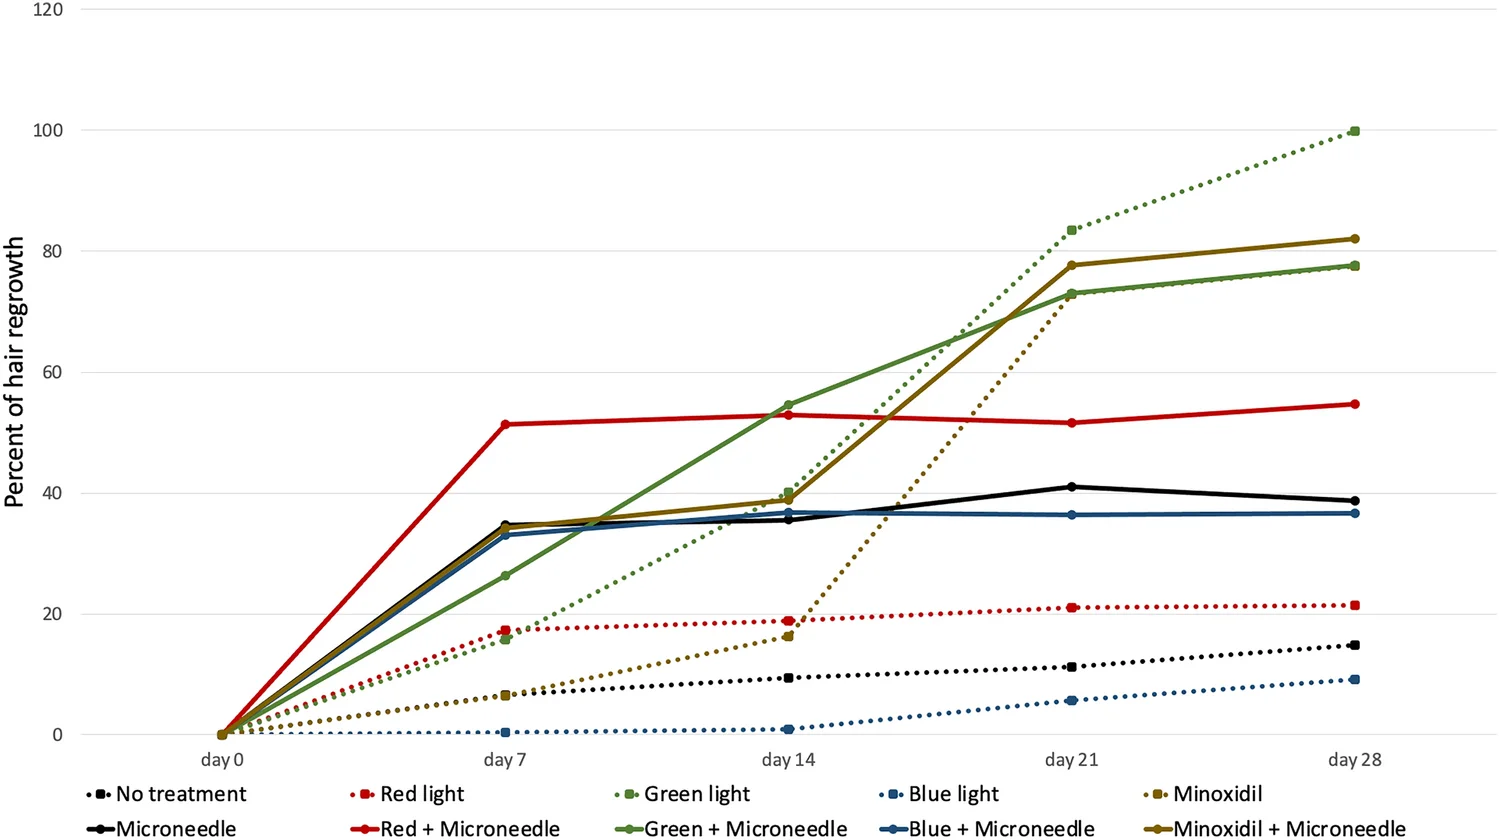 120
100
80
60
40
20
0
Percent of hair regrowth
day 0 day 7 day 14 day 21 day 28
No treatment Red light Green light Blue light Minoxidil
Microneedle Red + Microneedle Green + Microneedle Blue + Microneedle Minoxidil + Microneedle